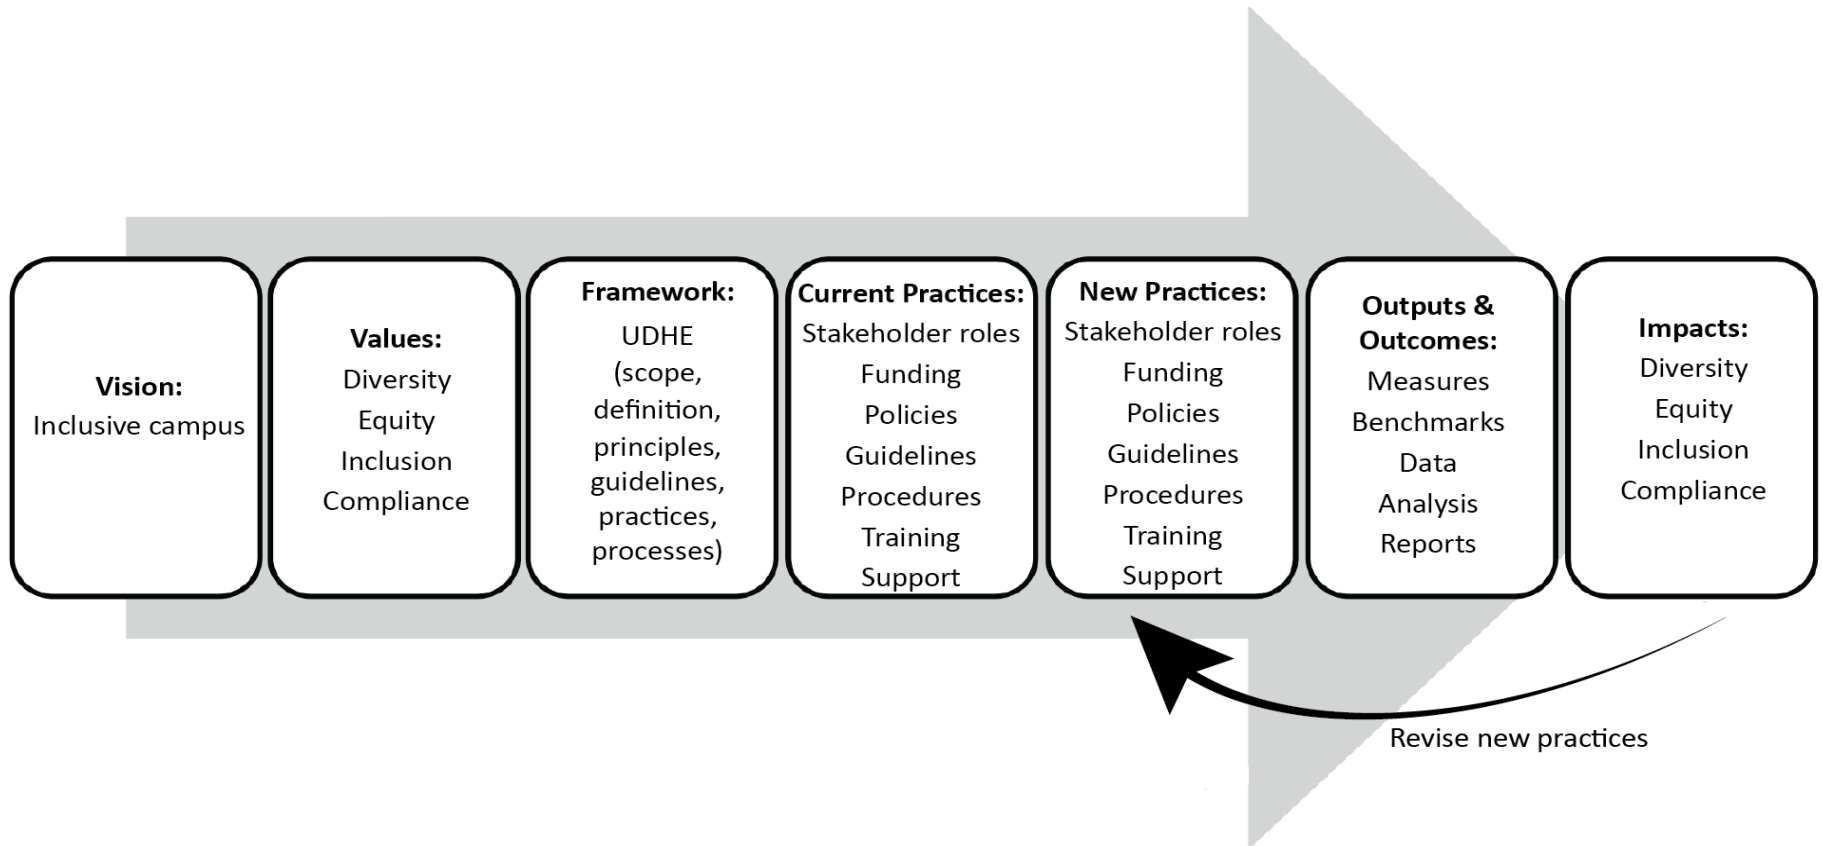 Vision:
Inclusive campus
Values:
Diversity
Equity
Inclusion
Compliance
Framework:
UDHE
(scope,
definition,
principles,
guidelines,
practices,
processes)
Current Practices:
Stakeholder roles
Funding
Policies
Guidelines
Procedures
Training
Support
New Practices:
Stakeholder roles
Funding
Policies
Guidelines
Procedures
Training
Support
Outputs &
Outcomes:
Measures
Benchmarks
Data
Analysis
Reports
Impacts:
Diversity
Equity
Inclusion
Compliance
Revise new practices